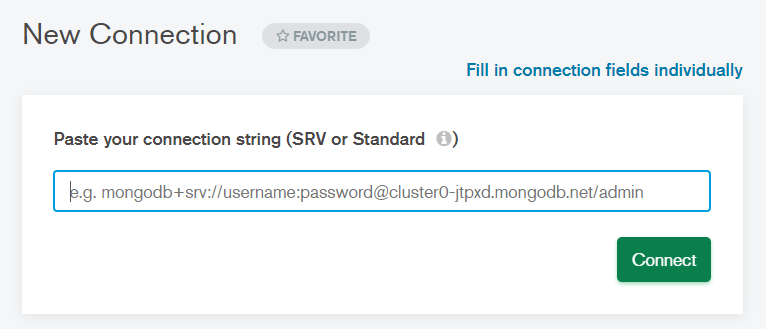 New Connection
FAVORITE
Fill in connection fields individually
Paste your connection string (SRV or Standard i)
e.g. mongodb+srv://username:password@cluster0-jtpxd.mongodb.net/admin
Connect